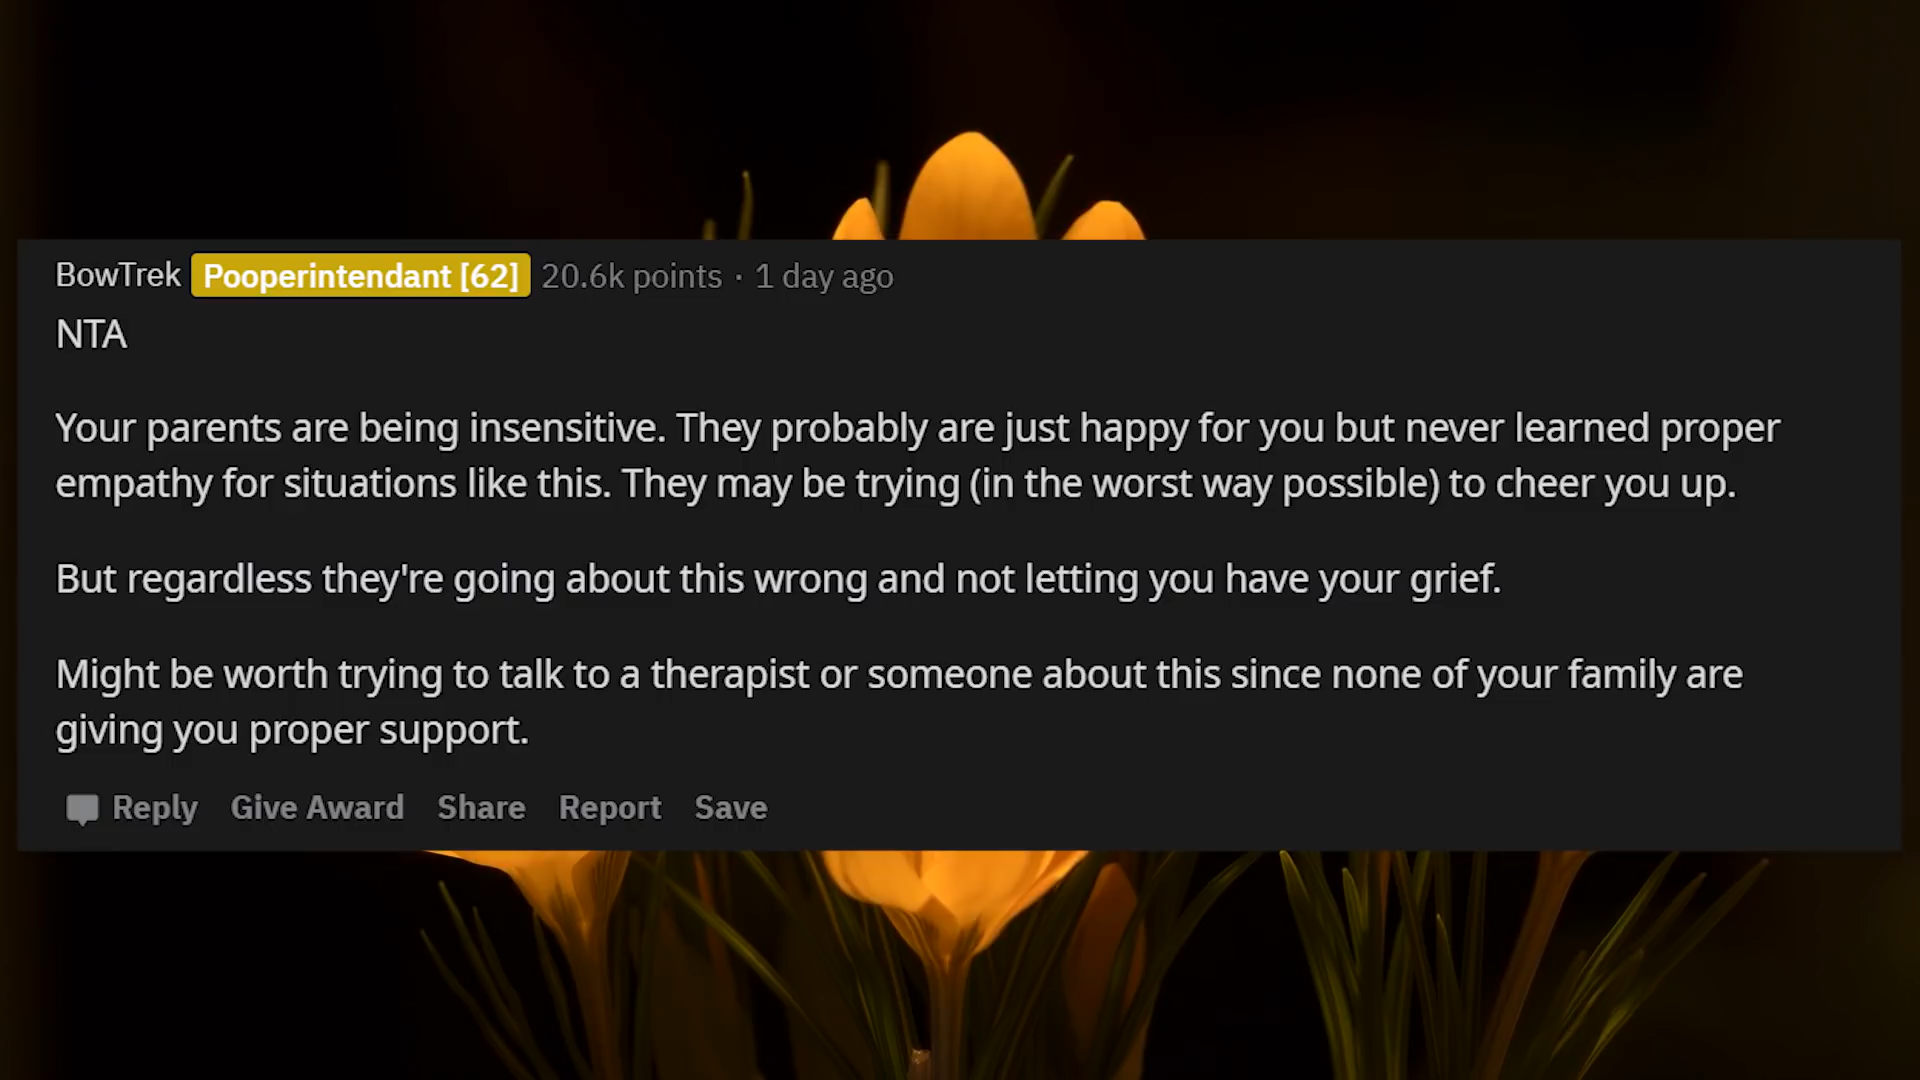 BowTrek Pooperintendant [62] 20.6k points · 1 day ago
NTA
Your parents are being insensitive. They probably are just happy for you but never learned proper
empathy for situations like this. They may be trying (in the worst way possible) to cheer you up.
But regardless they're going about this wrong and not letting you have your grief.
Might be worth trying to talk to a therapist or someone about this since none of your family are
giving you proper support.
Reply Give Award Share Report Save